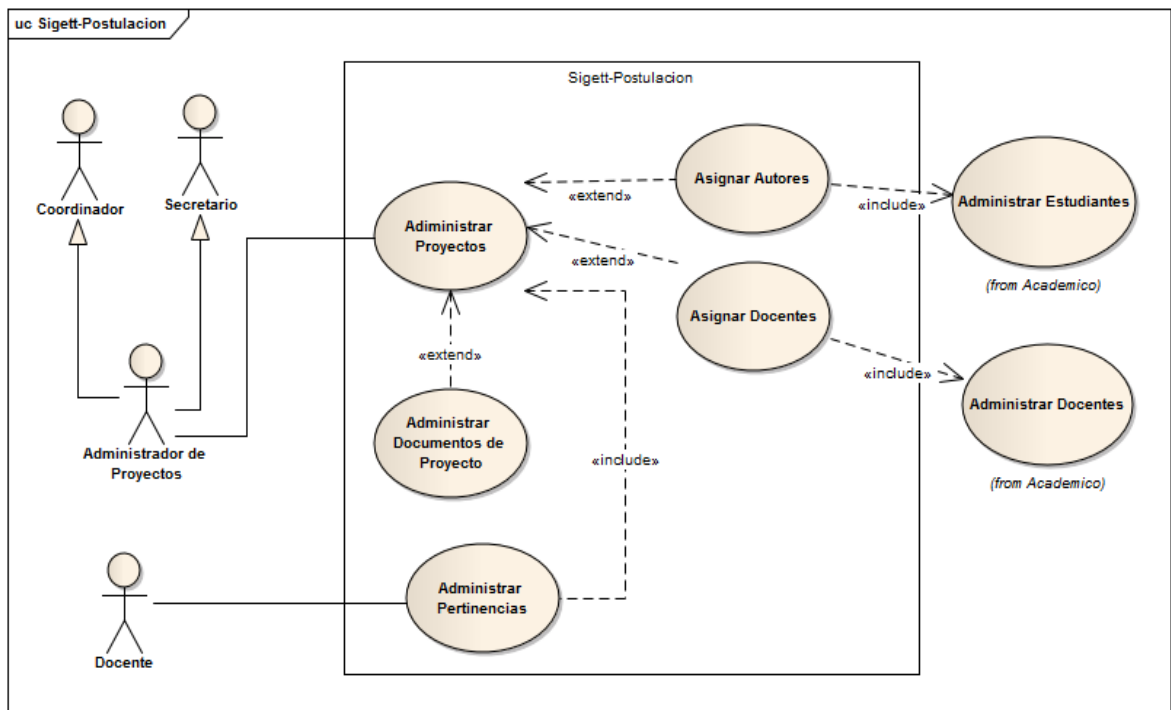 uc Sigett-Postulacion
Sigett-Postulacion
Coordinador
Secretario
Adiministrar
Proyectos
«extend»
Asignar Autores
«include»
Administrar Estudiantes
(from Academico)
«extend»
Asignar Docentes
«include»
Administrar Docentes
(from Academico)
«extend»
Administrador de
Proyectos
Administrar
Documentos de
Proyecto
«include»
Docente
Administrar
Pertinencias